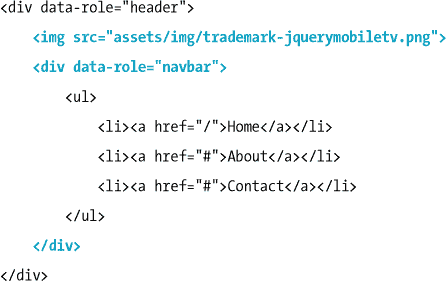 <div data-role="header">
<img src="assets/img/trademark-jquerymobiletv.png">
<div data-role="navbar">
<ul>
<li><a href="/">Home</a></li>
<li><a href="#">About</a></li>
<li><a href="#">Contact</a></li>
</ul>
</div>
</div>